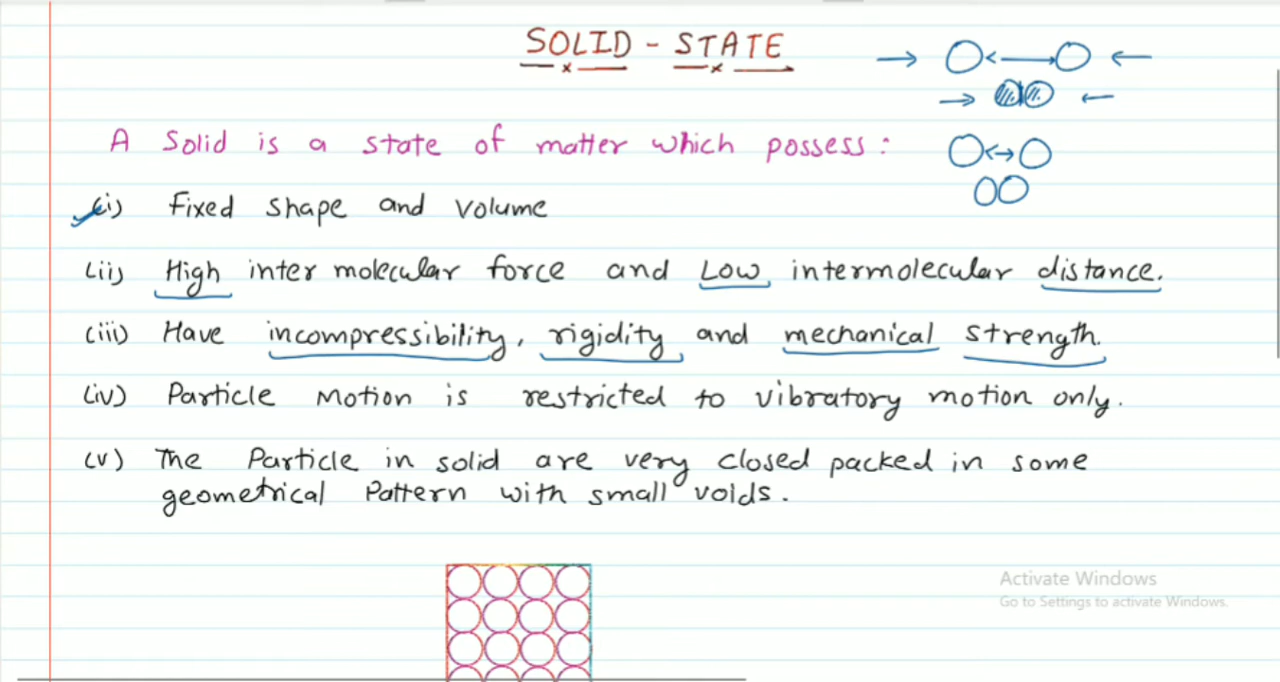 SOLID - STATE
A Solid is a state of matter which possess :
(i) Fixed shape and volume
(ii) High inter molecular force and Low intermolecular distance.
(iii) Have incompressibility, rigidity and mechanical strength.
(iv) Particle Motion is restricted to vibratory motion only.
(v) The Particle in solid are very closed packed in some
geometrical Pattern with small voids.
Activate Windows
Go to Settings to activate Windows.